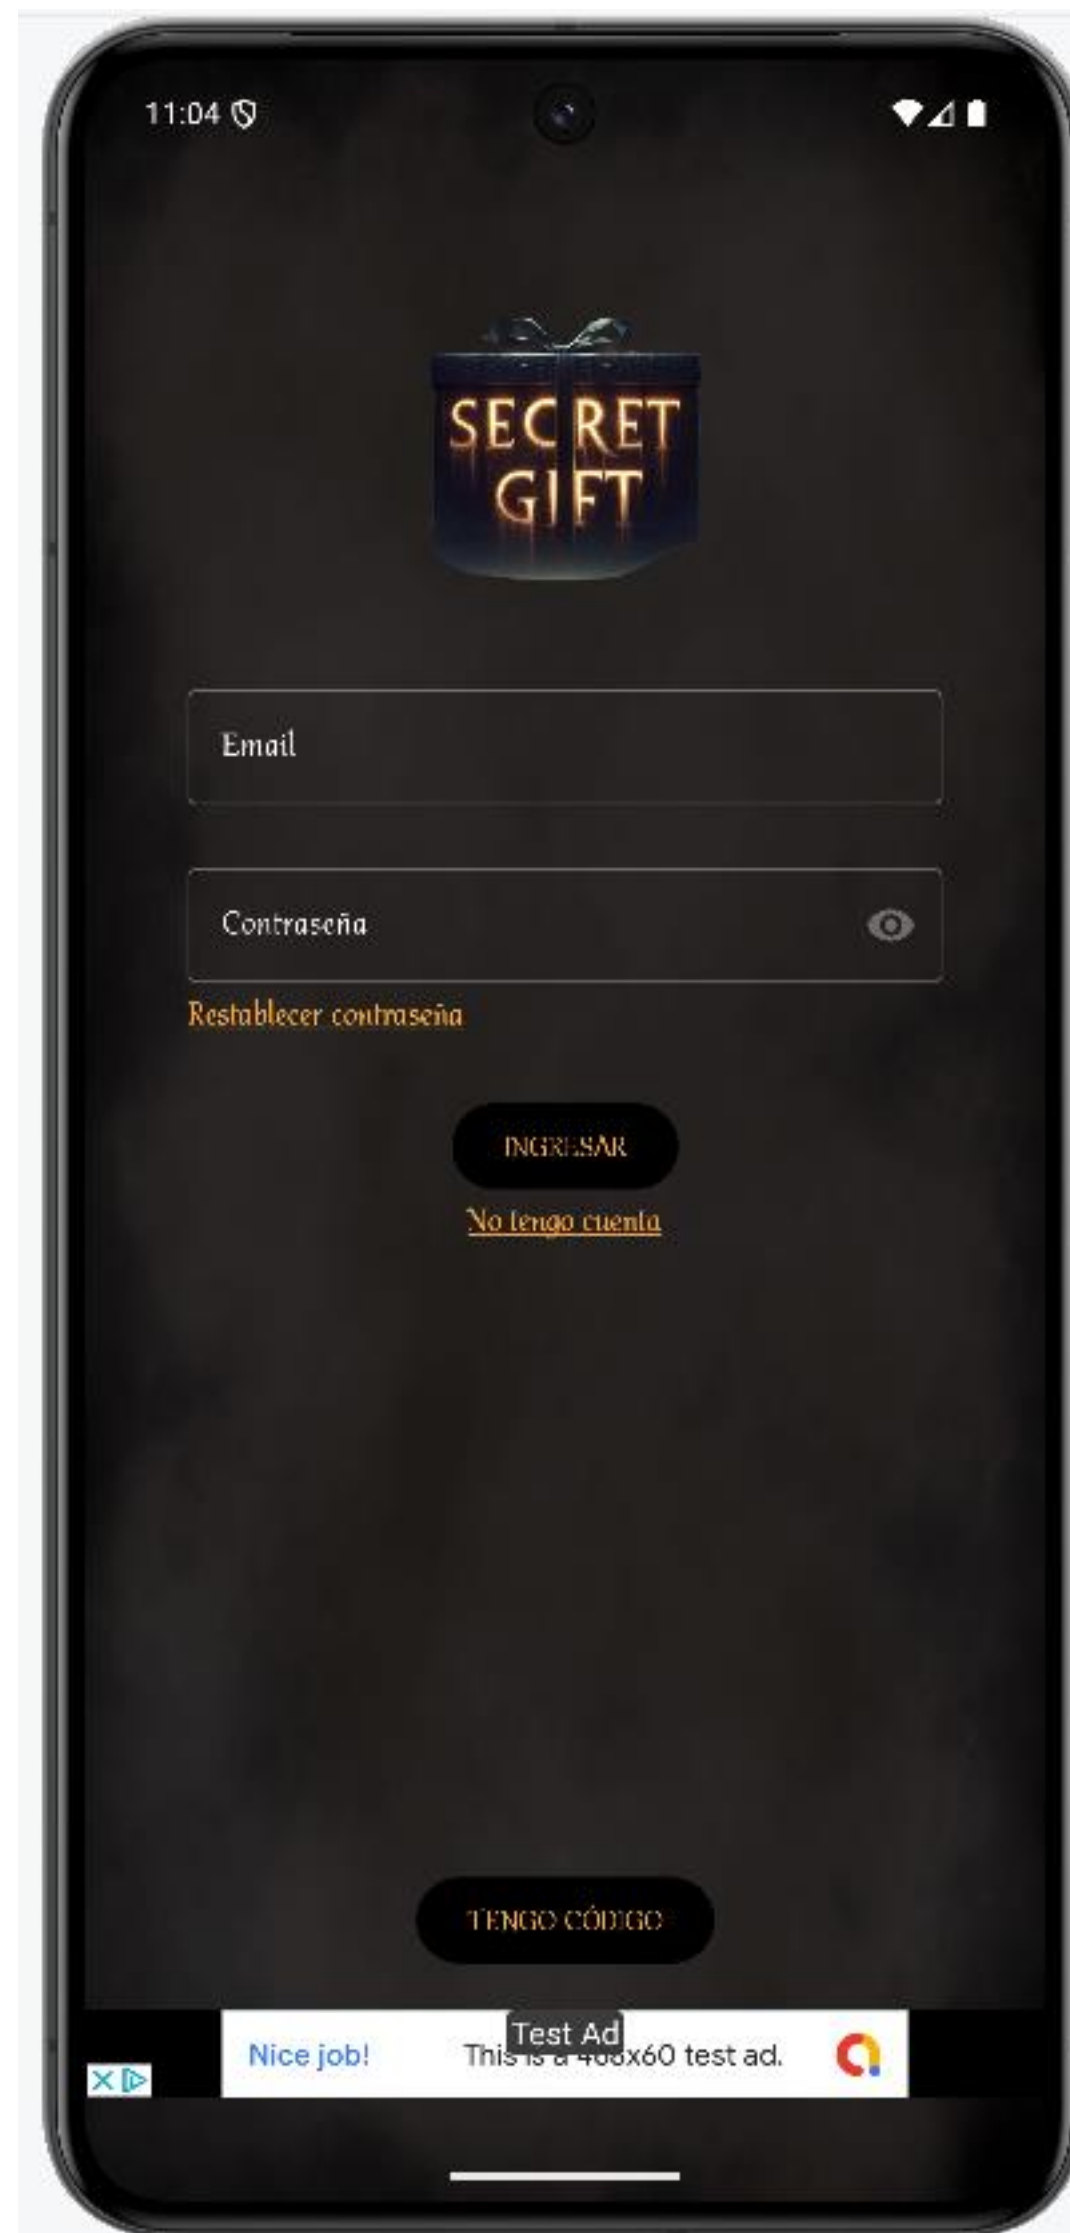 11:04
SECRET
GIFT
Email
Contraseña
Restablecer contraseña
INGRESAR
No tengo cuenta
TENGO CÓDIGO
Test Ad
Nice job! This is a 468x60 test ad.